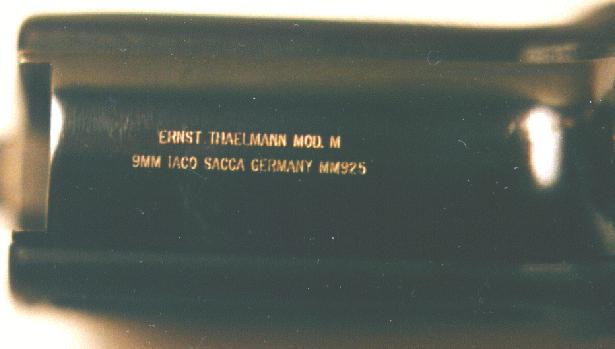 ERNST THAELMANN MOD. M
9MM IACO SACCA GERMANY MM925